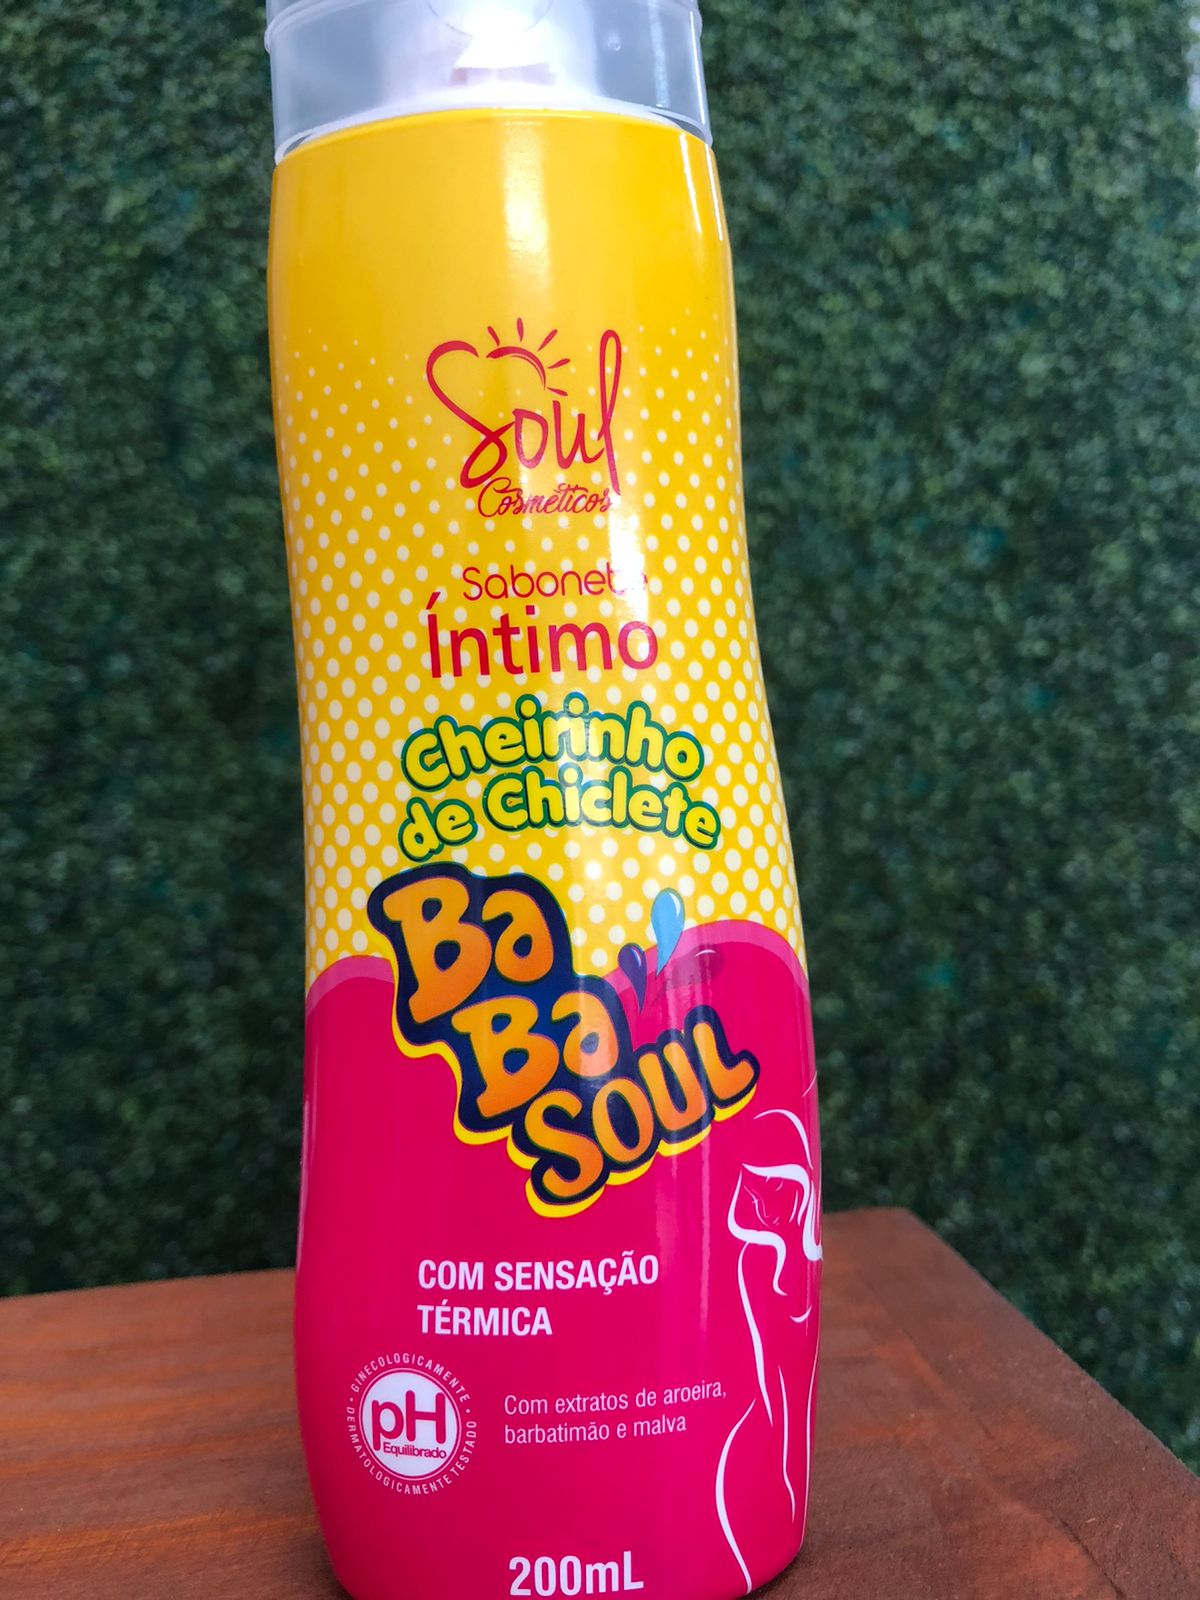 Soul
Cosméticos
Sabonete
Íntimo
Cheirinho
de Chiclete
Ba
Ba
SOUL
COM SENSAÇÃO
TÉRMICA
GINECOLOGICAMENTE • DERMATOLOGICAMENTE TESTADO •
pH
Equilibrado
Com extratos de aroeira,
barbatimão e malva
200mL